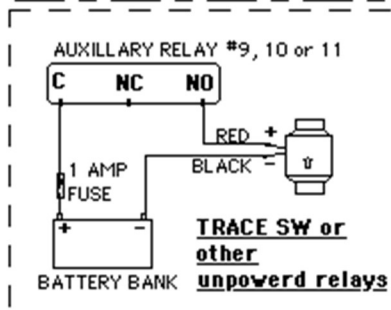 AUXILLARY RELAY #9, 10 or 11
C NC NO
RED +
BLACK -
1 AMP
FUSE
+ -
TRACE SW or
other
BATTERY BANK unpowerd relays